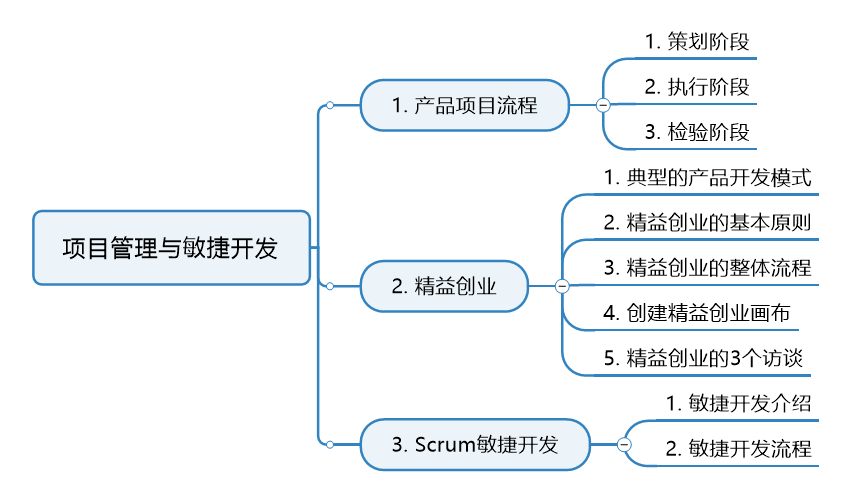 项目管理与敏捷开发
1. 产品项目流程
1. 策划阶段
2. 执行阶段
3. 检验阶段
2. 精益创业
1. 典型的产品开发模式
2. 精益创业的基本原则
3. 精益创业的整体流程
4. 创建精益创业画布
5. 精益创业的3个访谈
3. Scrum敏捷开发
1. 敏捷开发介绍
2. 敏捷开发流程